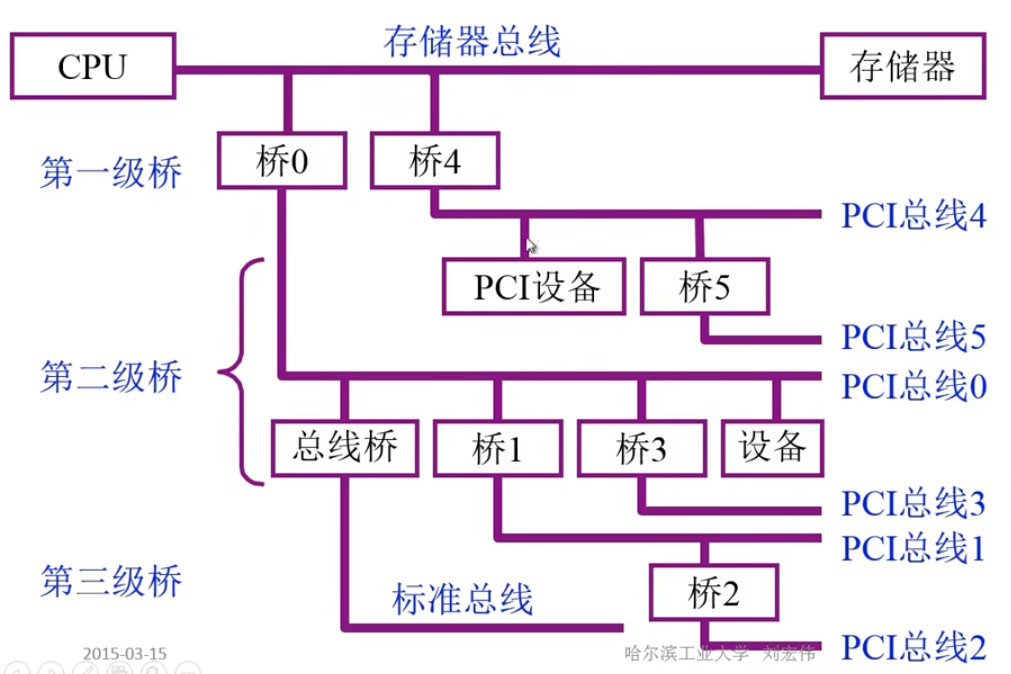 存储器总线
CPU
存储器
第一级桥
桥0
桥4
PCI总线4
PCI设备
桥5
PCI总线5
第二级桥
PCI总线0
总线桥
桥1
桥3
设备
PCI总线3
PCI总线1
第三级桥
标准总线
桥2
2015-03-15
哈尔滨工业大学 刘宏伟
PCI总线2